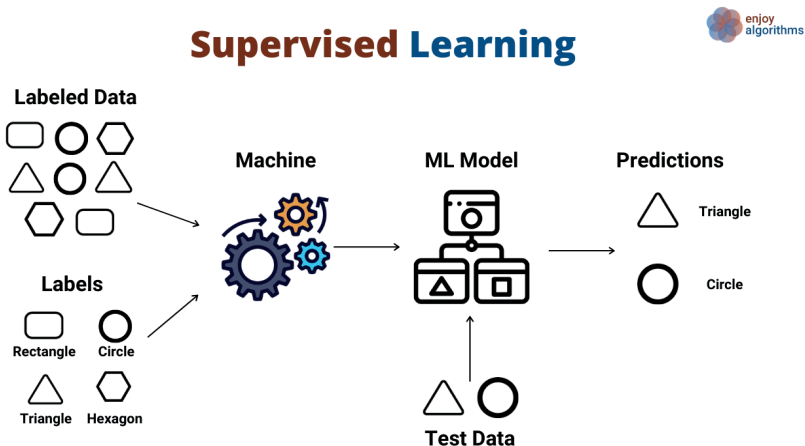 enjoy
algorithms
Supervised Learning
Labeled Data
Machine
ML Model
Predictions
Triangle
Circle
Labels
Rectangle Circle
Triangle Hexagon
Test Data